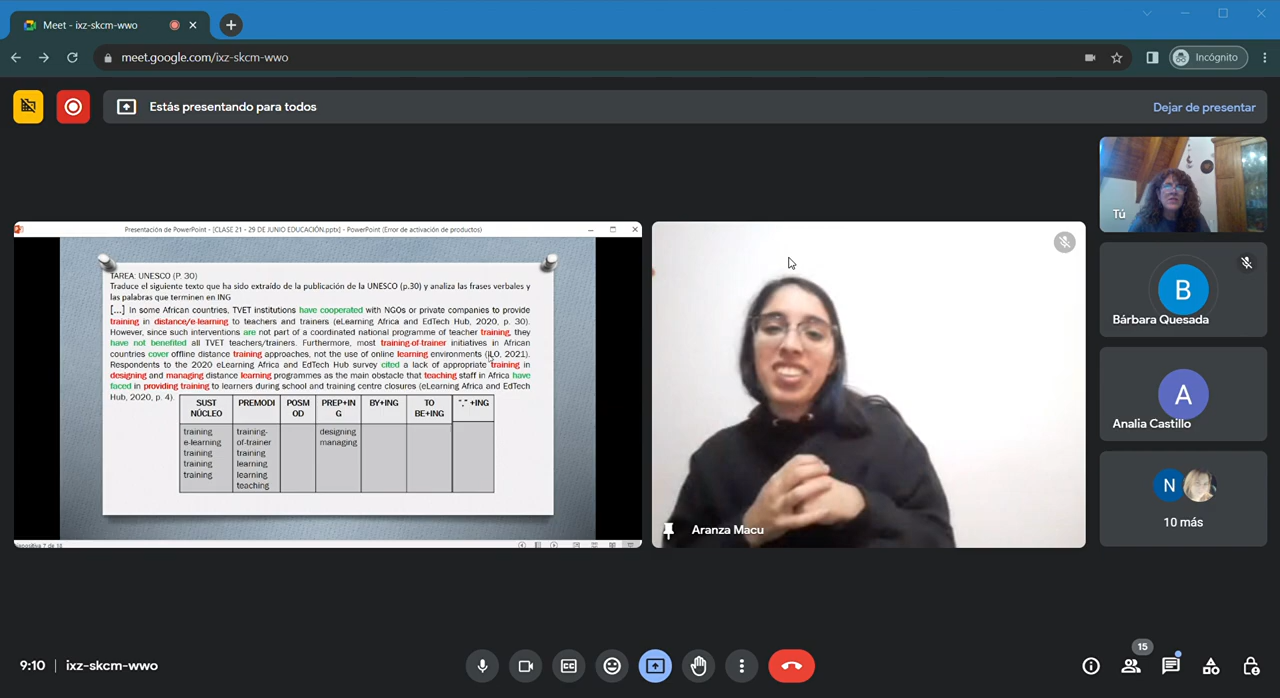 Meet - ixz-skcm-wwo
meet.google.com/ixz-skcm-wwo
Incógnito
Estás presentando para todos
Dejar de presentar
Presentación de PowerPoint - [CLASE 21 - 29 DE JUNIO EDUCACIÓN.pptx] - PowerPoint (Error de activación de productos)
TAREA: UNESCO (P. 30)
Traduce el siguiente texto que ha sido extraído de la publicación de la UNESCO (p.30) y analiza las frases verbales y
las palabras que terminen en ING
[...] In some African countries, TVET institutions have cooperated with NGOs or private companies to provide
training in distance/e-learning to teachers and trainers (eLearning Africa and EdTech Hub, 2020, p. 30).
However, since such interventions are not part of a coordinated national programme of teacher training, they
have not benefited all TVET teachers/trainers. Furthermore, most training-of-trainer initiatives in African
countries cover offline distance training approaches, not the use of online learning environments (ILO, 2021).
Respondents to the 2020 eLearning Africa and EdTech Hub survey cited a lack of appropriate training in
designing and managing distance learning programmes as the main obstacle that teaching staff in Africa have
faced in providing training to learners during school and training centre closures (eLearning Africa and EdTech
Hub, 2020, p. 4).
SUST NÚCLEO PREMODI POSM OD PREP+IN G BY+ING TO BE+ING "," +ING
training
e-learning
training
training
training
training-
of-trainer
training
learning
learning
teaching
designing
managing
Diapositiva 7 de 18
Aranza Macu
Tú
B
Bárbara Quesada
A
Analia Castillo
N
10 más
9:10 | ixz-skcm-wwo
15